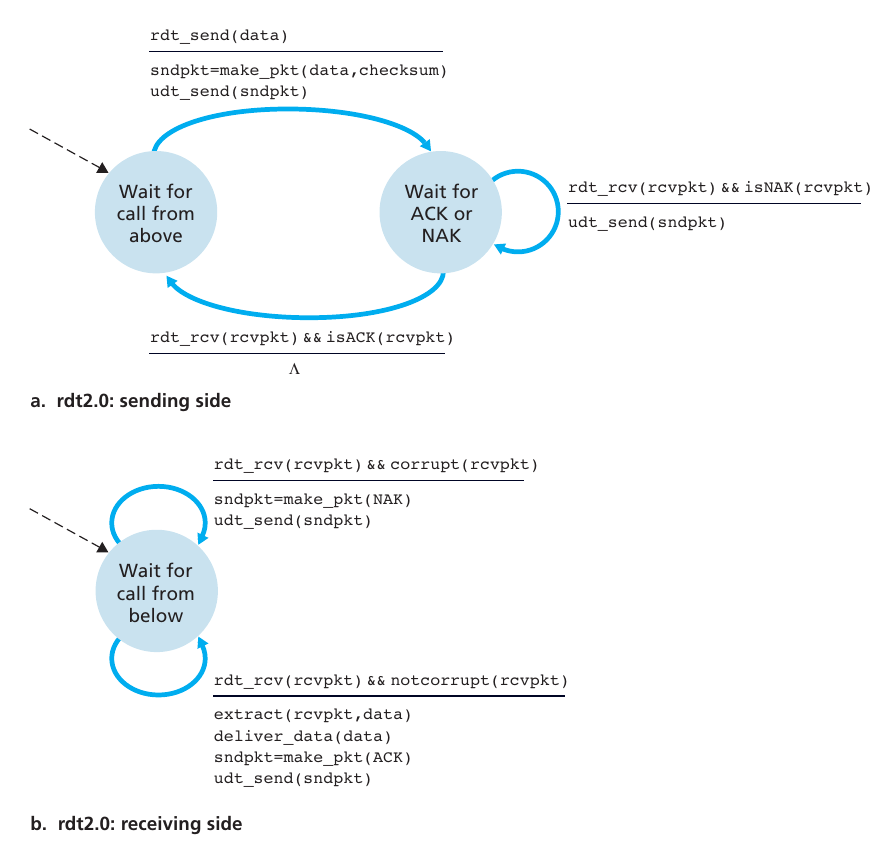 rdt_send(data)
sndpkt=make_pkt(data,checksum)
udt_send(sndpkt)
Wait for
call from
above
Wait for
ACK or
NAK
rdt_rcv(rcvpkt) && isNAK(rcvpkt)
udt_send(sndpkt)
rdt_rcv(rcvpkt) && isACK(rcvpkt)
Λ
a. rdt2.0: sending side
rdt_rcv(rcvpkt) && corrupt(rcvpkt)
sndpkt=make_pkt(NAK)
udt_send(sndpkt)
Wait for
call from
below
rdt_rcv(rcvpkt) && notcorrupt(rcvpkt)
extract(rcvpkt,data)
deliver_data(data)
sndpkt=make_pkt(ACK)
udt_send(sndpkt)
b. rdt2.0: receiving side